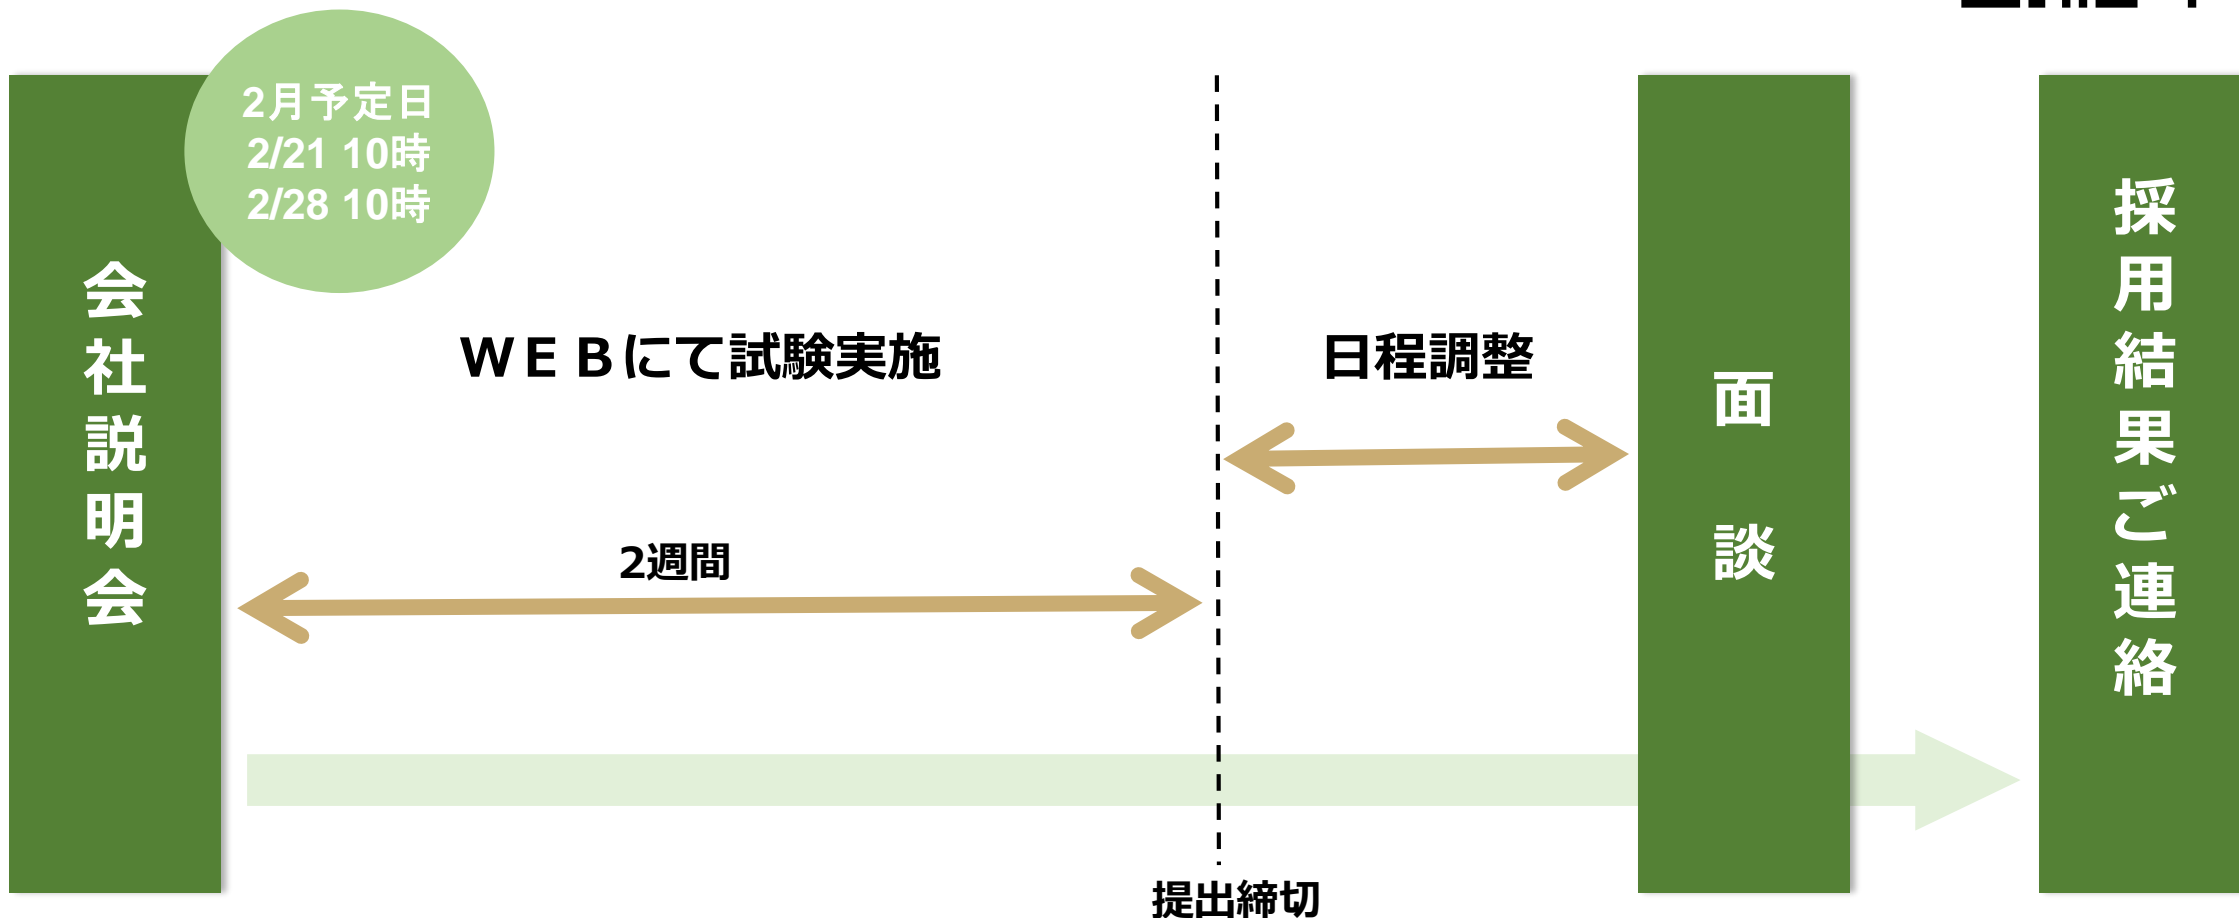 2月予定日
2/21 10時
2/28 10時
会社説明会
ＷＥＢにて試験実施
2週間
提出締切
日程調整
面談
採用結果ご連絡